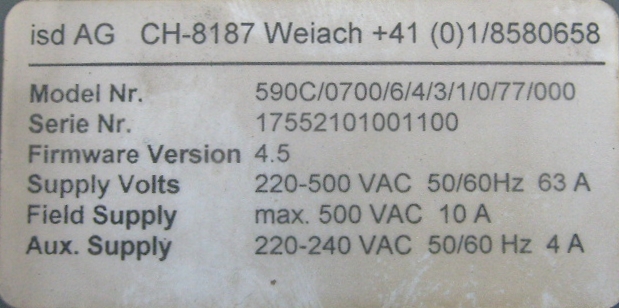 isd AG CH-8187 Weiach +41 (0)1/8580658
Model Nr. 590C/0700/6/4/3/1/0/77/000
Serie Nr. 17552101001100
Firmware Version 4.5
Supply Volts 220-500 VAC 50/60Hz 63 A
Field Supply max. 500 VAC 10 A
Aux. Supply 220-240 VAC 50/60 Hz 4 A